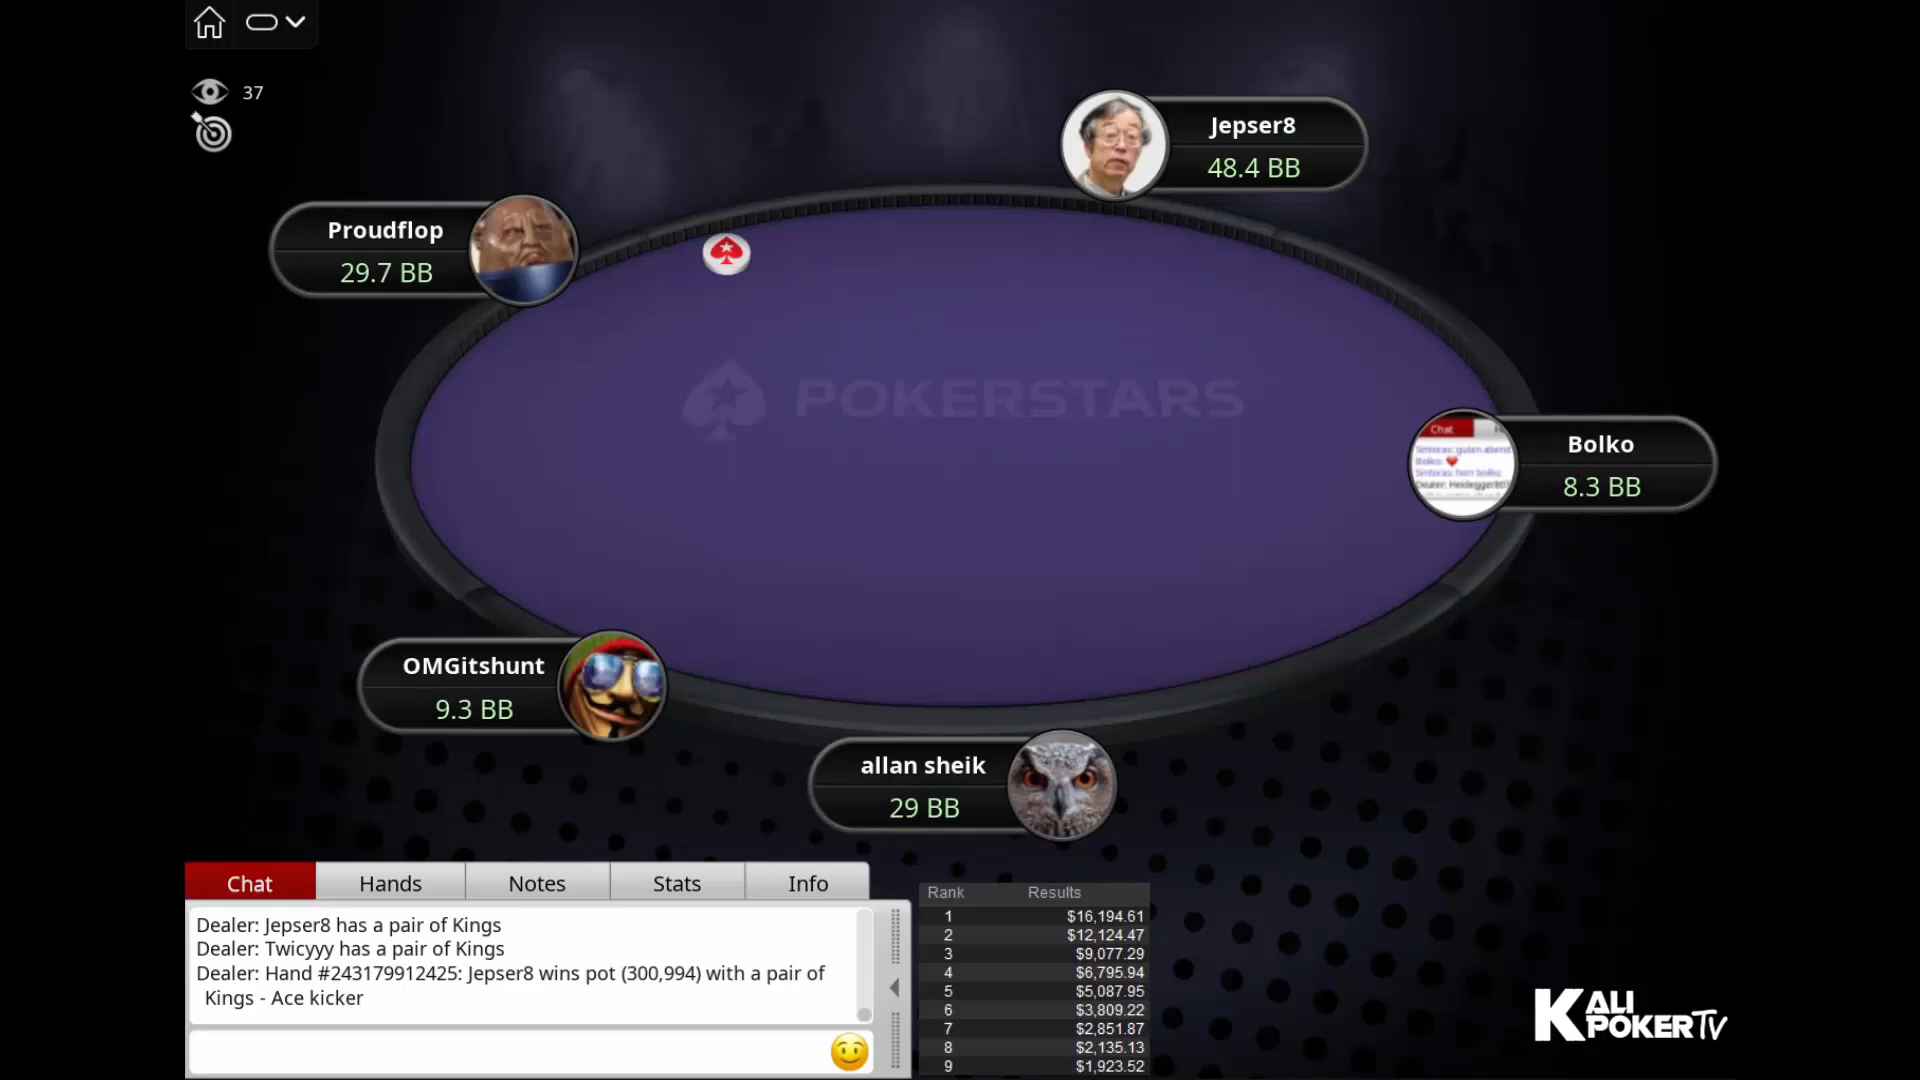 37
Jepser8
48.4 BB
Proudflop
29.7 BB
POKERSTARS
Chat
Bolko: ❤
Bolko
8.3 BB
OMGitshunt
9.3 BB
allan sheik
29 BB
Chat Hands Notes Stats Info
Dealer: Jepser8 has a pair of Kings
Dealer: Twicyyy has a pair of Kings
Dealer: Hand #243179912425: Jepser8 wins pot (300,994) with a pair of
Kings - Ace kicker
Rank Results
1 $16,194.61
2 $12,124.47
3 $9,077.29
4 $6,795.94
5 $5,087.95
6 $3,809.22
7 $2,851.87
8 $2,135.13
9 $1,923.52
KALI
POKERTV